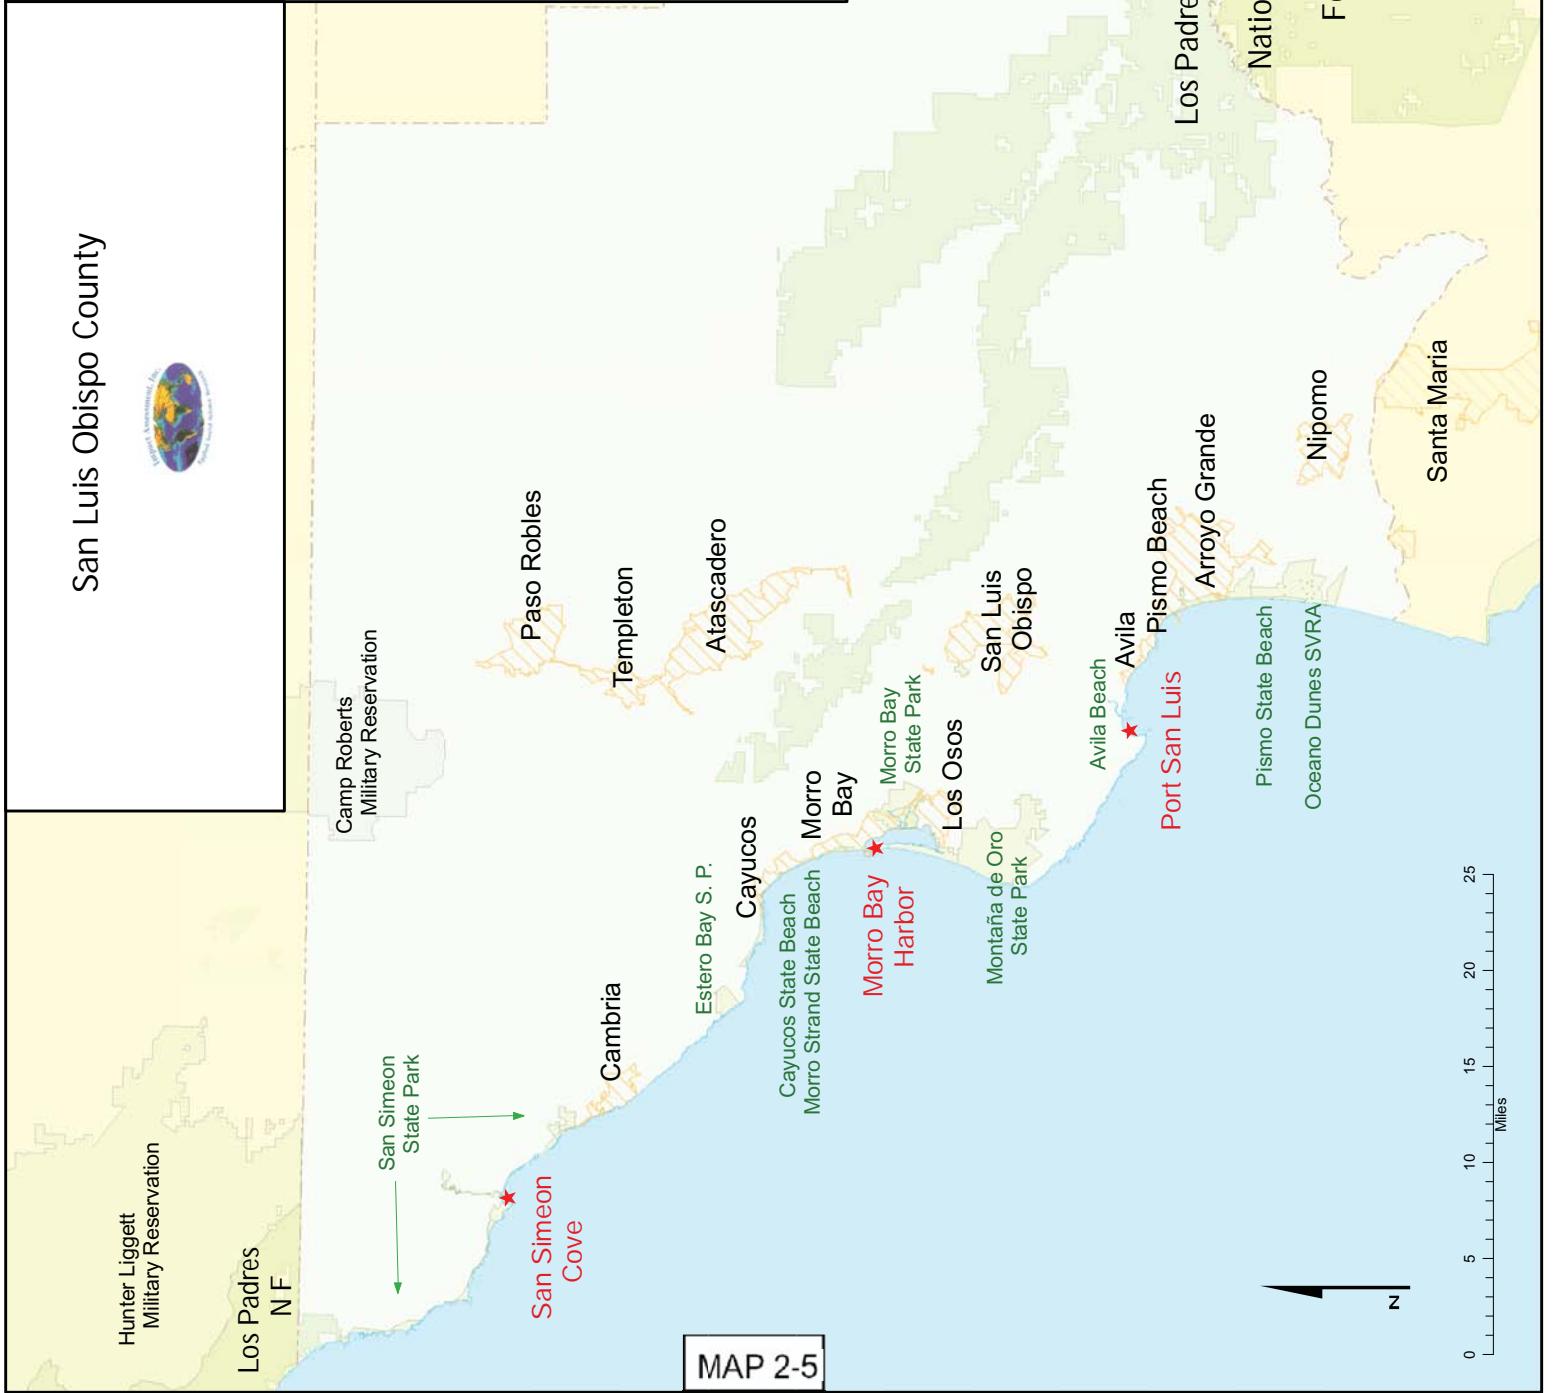 San Luis Obispo County
Impact Assessment, Inc.
Hunter Liggett
Military Reservation
Los Padres
N F
Camp Roberts
Military Reservation
San Simeon
State Park
San Simeon
Cove
Paso Robles
Templeton
Atascadero
Cambria
Estero Bay S. P.
Cayucos
Cayucos State Beach
Morro Strand State Beach
Morro
Bay
Morro Bay
Harbor
Morro Bay
State Park
Los Osos
Montaña de Oro
State Park
San Luis
Obispo
Avila Beach
Avila
Port San Luis
Pismo Beach
Arroyo Grande
Pismo State Beach
Oceano Dunes SVRA
Nipomo
Santa Maria
Los Padre
Natio
F
N
0 5 10 15 20 25
Miles
MAP 2-5